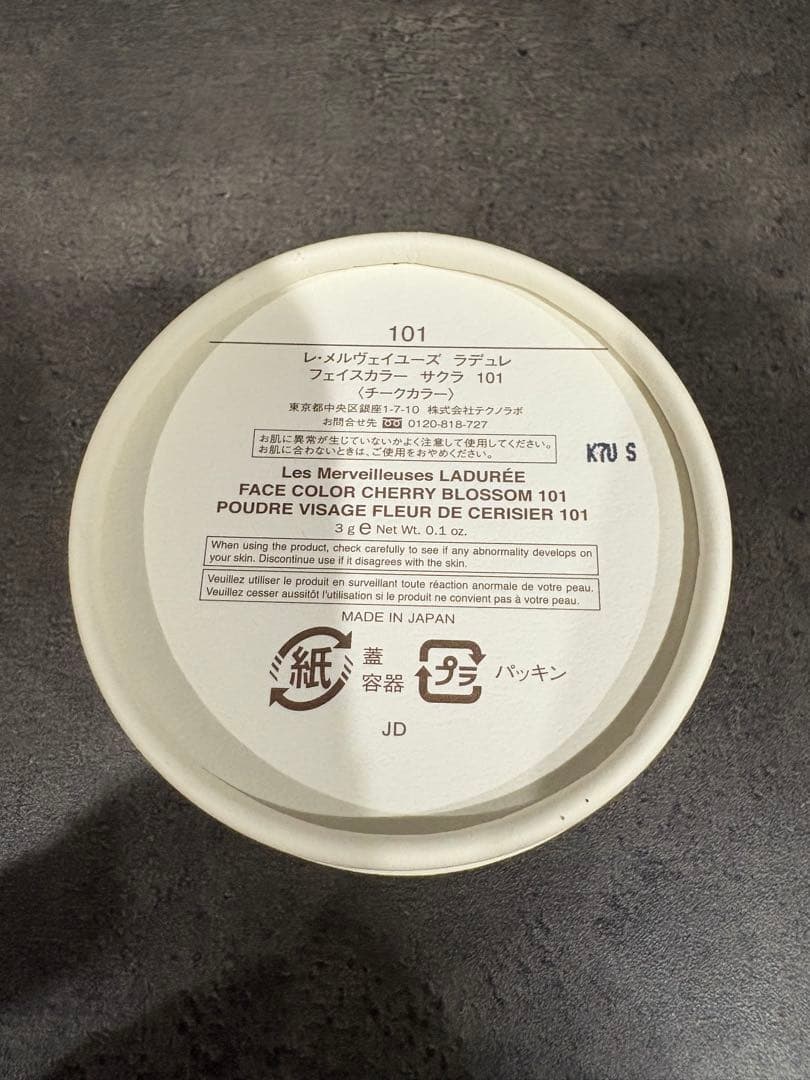 101
レ・メルヴェイユーズ ラデュレ
フェイスカラー サクラ 101
〈チークカラー〉
東京都中央区銀座1-7-10 株式会社テクノラボ
お問合せ先 0120-818-727
お肌に異常が生じていないかよく注意して使用してください。
お肌に合わないときは、ご使用をおやめください。
K7U S
Les Merveilleuses LADURÉE
FACE COLOR CHERRY BLOSSOM 101
POUDRE VISAGE FLEUR DE CERISIER 101
3 g e Net Wt. 0.1 oz.
When using the product, check carefully to see if any abnormality develops on
your skin. Discontinue use if it disagrees with the skin.
Veuillez utiliser le produit en surveillant toute réaction anormale de votre peau.
Veuillez cesser aussitôt l'utilisation si le produit ne convient pas à votre peau.
MADE IN JAPAN
紙 蓋 容器 プラ パッキン
JD